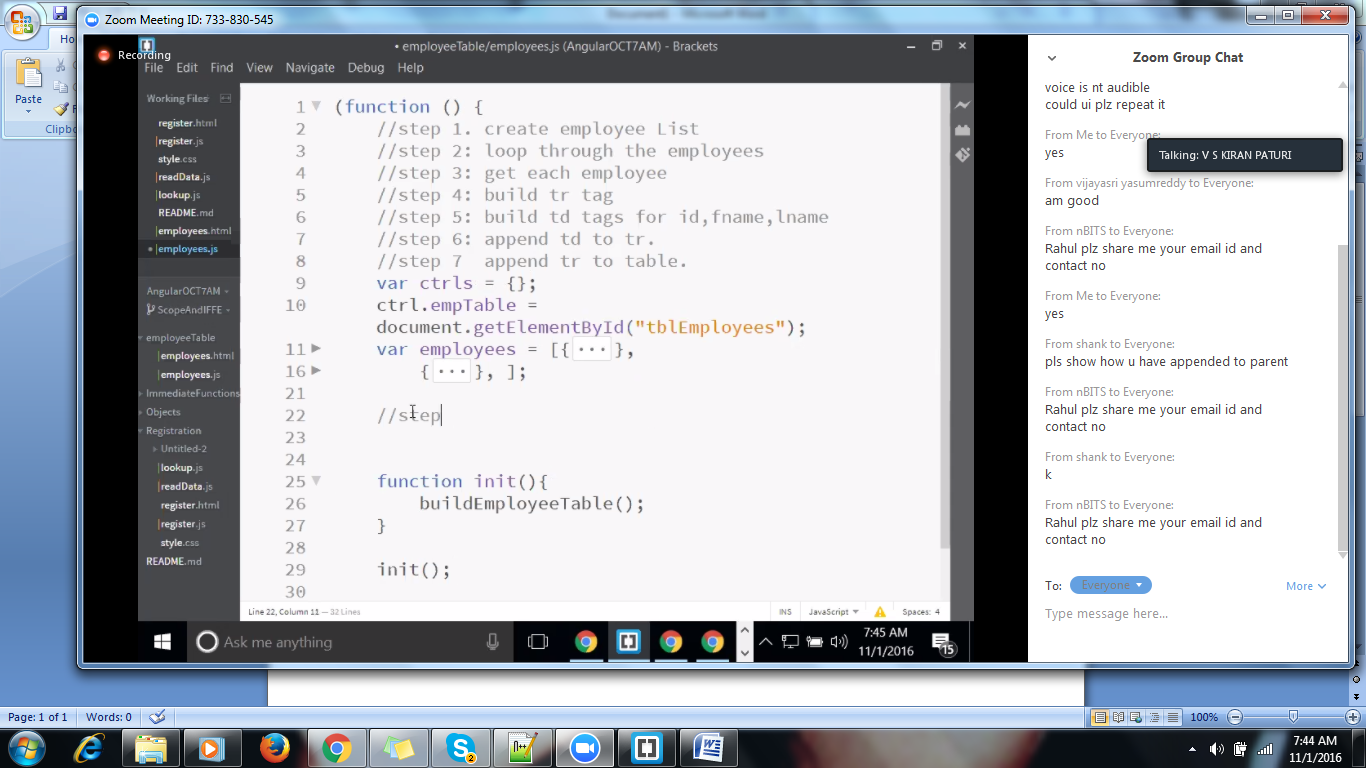 Zoom Meeting ID: 733-830-545
Recording
• employeeTable/employees.js (AngularOCT7AM) - Brackets
File Edit Find View Navigate Debug Help
Working Files
register.html
register.js
style.css
readData.js
lookup.js
README.md
employees.html
employees.js
AngularOCT7AM
ScopeAndIFFE
employeeTable
employees.html
employees.js
ImmediateFunctions
Objects
Registration
Untitled-2
lookup.js
readData.js
register.html
register.js
style.css
README.md
1 (function () {
2 //step 1. create employee List
3 //step 2: loop through the employees
4 //step 3: get each employee
5 //step 4: build tr tag
6 //step 5: build td tags for id,fname,lname
7 //step 6: append td to tr.
8 //step 7  append tr to table.
9 var ctrls = {};
10 ctrl.empTable =
document.getElementById("tblEmployees");
11 var employees = [{ ··· },
16 { ··· }, ];
21
22 //step
23
24
25 function init(){
26 buildEmployeeTable();
27 }
28
29 init();
30
Line 22, Column 11 — 32 Lines
INS JavaScript Spaces: 4
Ask me anything
7:45 AM
11/1/2016
15
Zoom Group Chat
voice is nt audible
could ui plz repeat it
From Me to Everyone:
yes
Talking: V S KIRAN PATURI
From vijayasri yasumreddy to Everyone:
am good
From nBITS to Everyone:
Rahul plz share me your email id and
contact no
From Me to Everyone:
yes
From shank to Everyone:
pls show how u have appended to parent
From nBITS to Everyone:
Rahul plz share me your email id and
contact no
From shank to Everyone:
k
From nBITS to Everyone:
Rahul plz share me your email id and
contact no
To: Everyone More
Type message here...
Ho
Paste
Clipb
Page: 1 of 1 Words: 0 100%
2
7:44 AM
11/1/2016